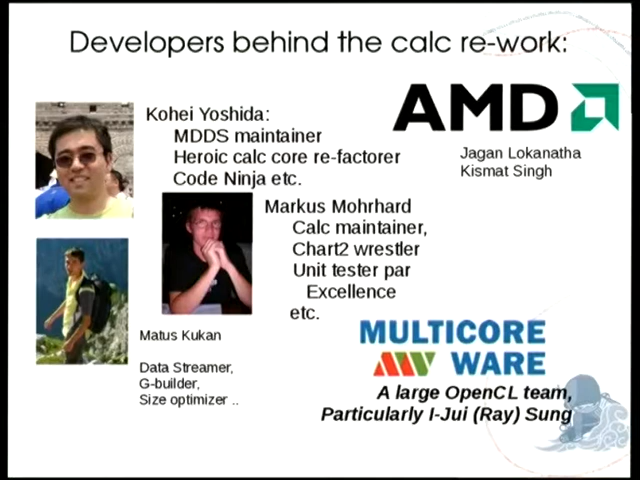 Developers behind the calc re-work:
Kohei Yoshida:
MDDS maintainer
Heroic calc core re-factorer
Code Ninja etc.
AMD
Jagan Lokanatha
Kismat Singh
Markus Mohrhard
Calc maintainer,
Chart2 wrestler
Unit tester par
Excellence
etc.
Matus Kukan
Data Streamer,
G-builder,
Size optimizer ..
MULTICORE
WARE
A large OpenCL team,
Particularly I-Jui (Ray) Sung